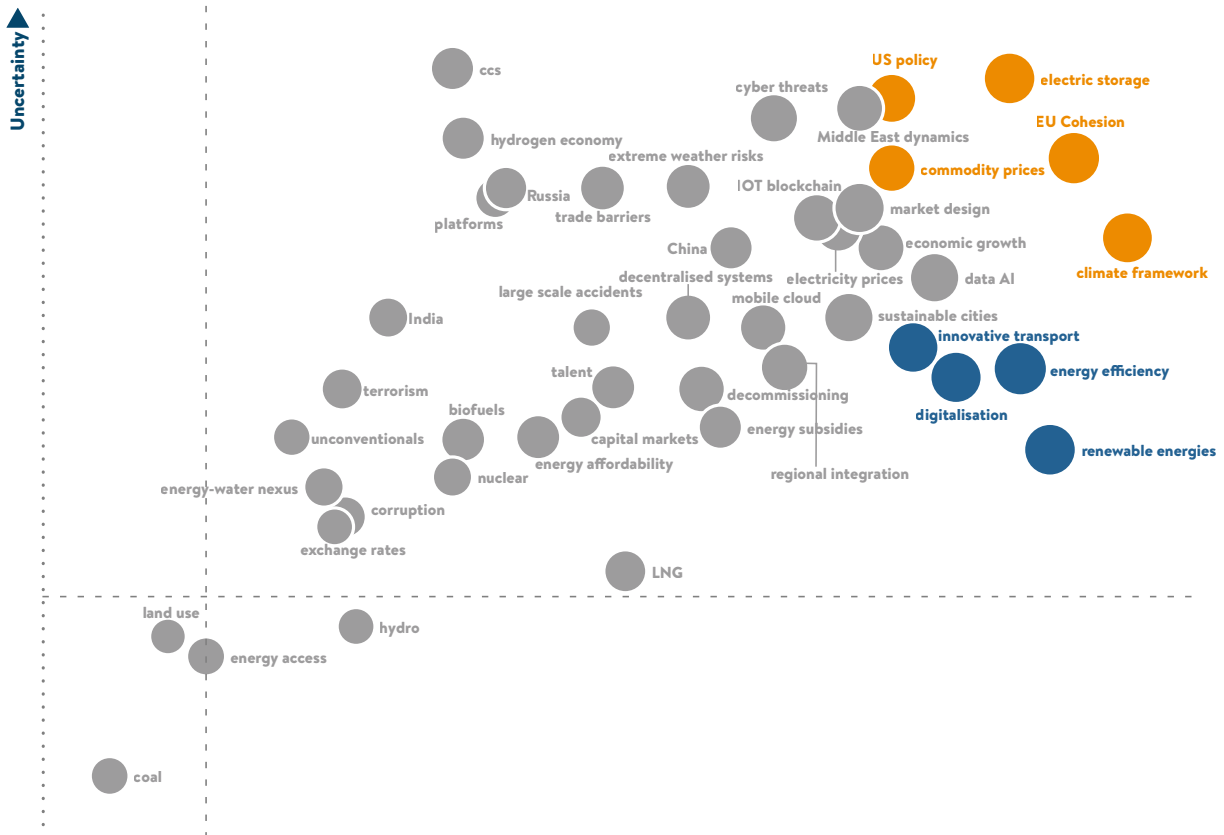 Uncertainty
US policy
ccs
electric storage
cyber threats
EU Cohesion
Middle East dynamics
hydrogen economy
extreme weather risks
commodity prices
IOT blockchain
Russia
market design
trade barriers
platforms
China
economic growth
decentralised systems
electricity prices
data AI
climate framework
large scale accidents
mobile cloud
India
sustainable cities
innovative transport
talent
energy efficiency
terrorism
decommissioning
biofuels
digitalisation
unconventionals
capital markets
energy subsidies
renewable energies
energy affordability
nuclear
regional integration
energy-water nexus
corruption
exchange rates
LNG
land use
hydro
energy access
coal